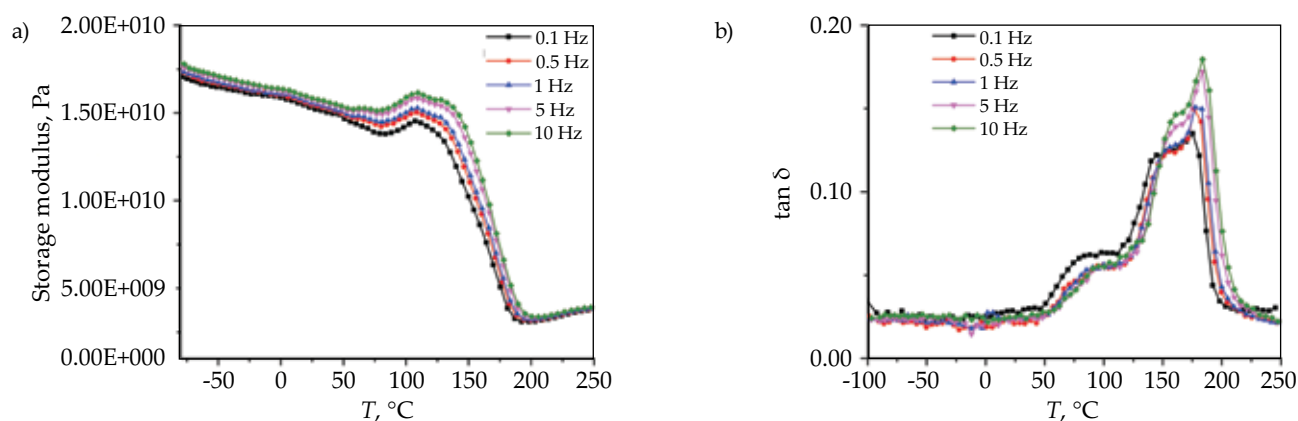 a)
Storage modulus, Pa
2.00E+010
1.50E+010
1.00E+010
5.00E+009
0.00E+000
-50 0 50 100 150 200 250
T, °C
0.1 Hz
0.5 Hz
1 Hz
5 Hz
10 Hz
b)
tan δ
0.20
0.10
0.00
-100 -50 0 50 100 150 200 250
T, °C
0.1 Hz
0.5 Hz
1 Hz
5 Hz
10 Hz